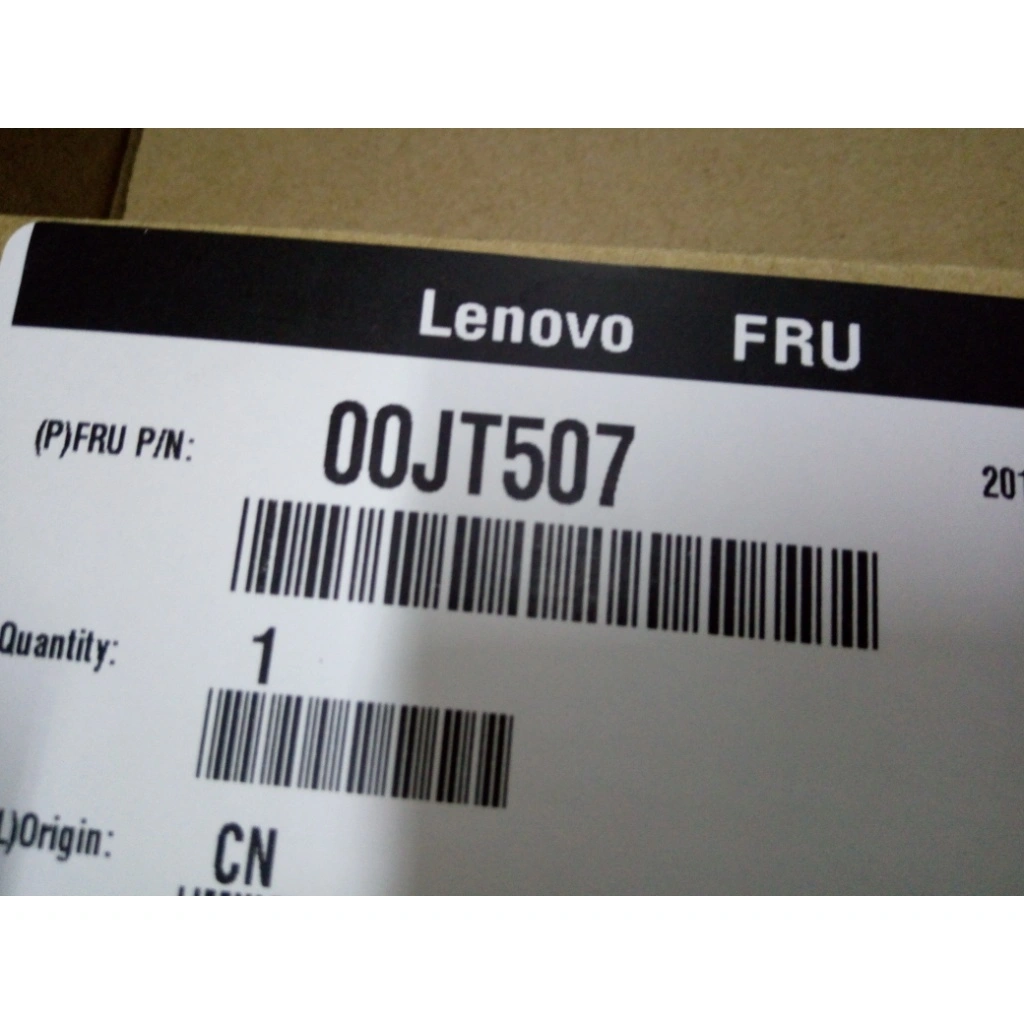 Lenovo FRU
(P)FRU P/N: 00JT507
201
Quantity: 1
L)Origin: CN